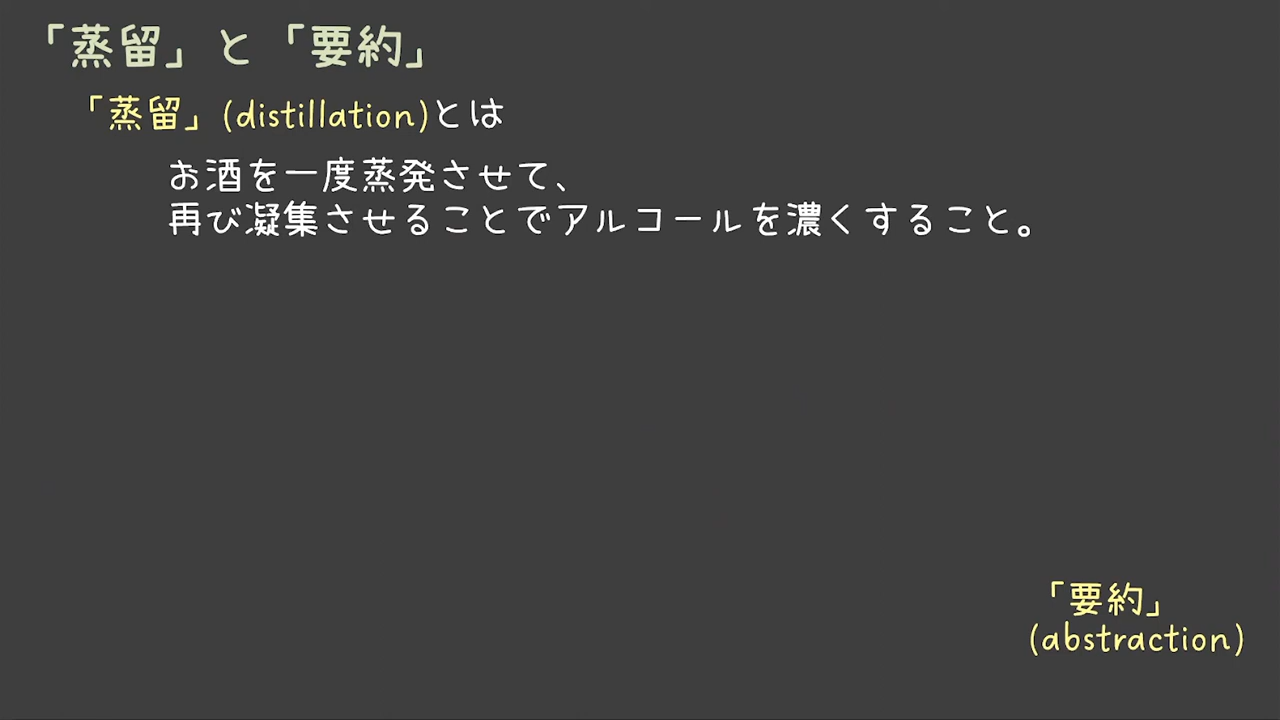 「蒸留」と「要約」
「蒸留」(distillation)とは
お酒を一度蒸発させて、
再び凝集させることでアルコールを濃くすること。
「要約」
(abstraction)